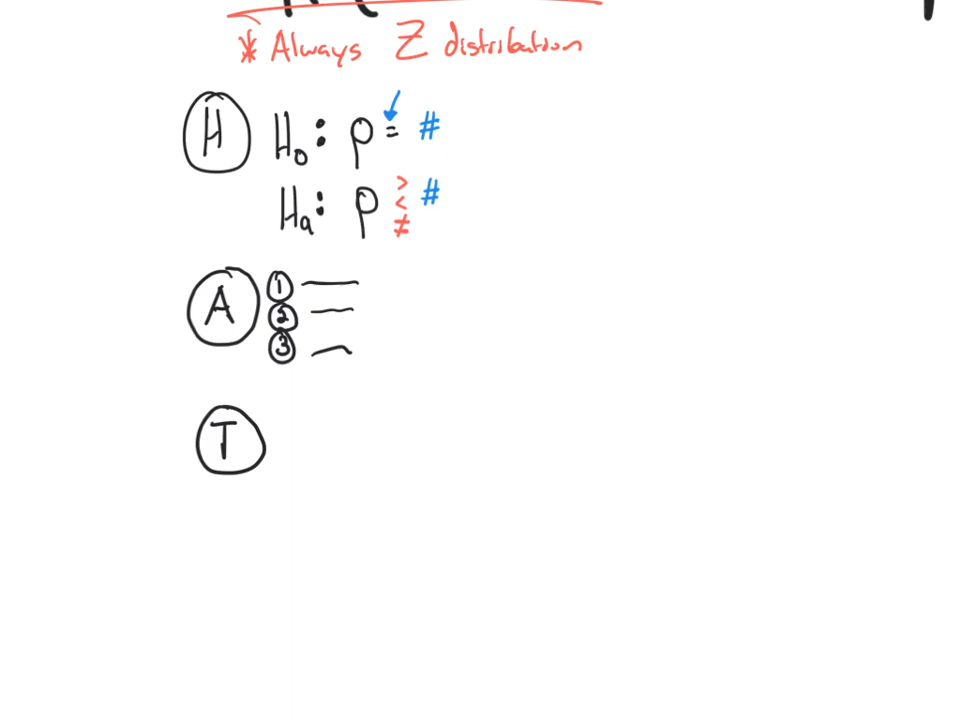 * Always Z distribution
H H₀: p = #
Hₐ: p > < ≠ #
A 1
2
3
T